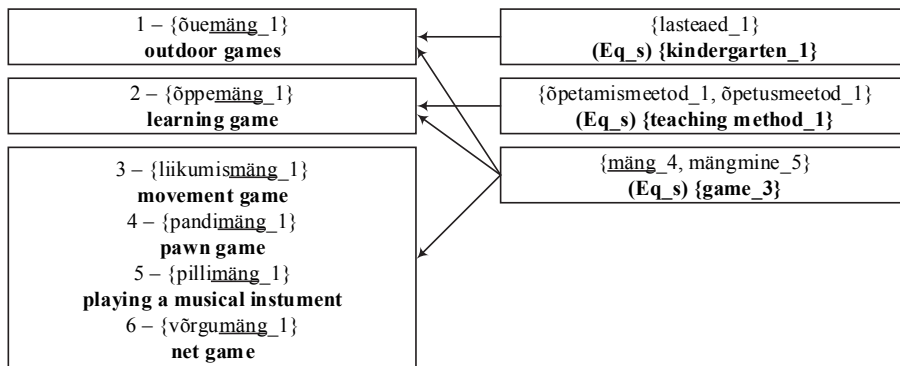 1 – {õuemäng_1}
outdoor games
2 – {õppemäng_1}
learning game
3 – {liikumismäng_1}
movement game
4 – {pandimäng_1}
pawn game
5 – {pillimäng_1}
playing a musical instument
6 – {võrgumäng_1}
net game
{lasteaed_1}
(Eq_s) {kindergarten_1}
{õpetamismeetod_1, õpetusmeetod_1}
(Eq_s) {teaching method_1}
{mäng_4, mängmine_5}
(Eq_s) {game_3}